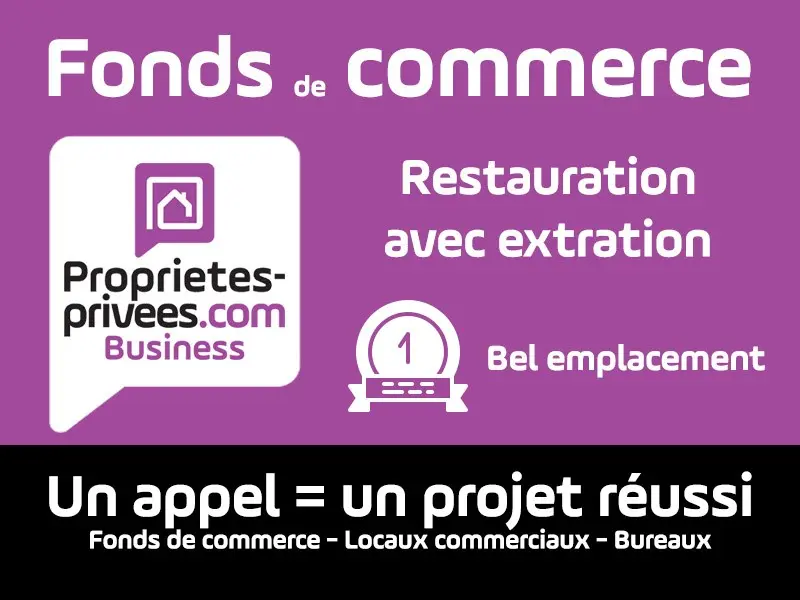 Fonds de commerce
Restauration
avec extration
Proprietes-
privees.com
Business
1
Bel emplacement
Un appel = un projet réussi
Fonds de commerce - Locaux commerciaux - Bureaux